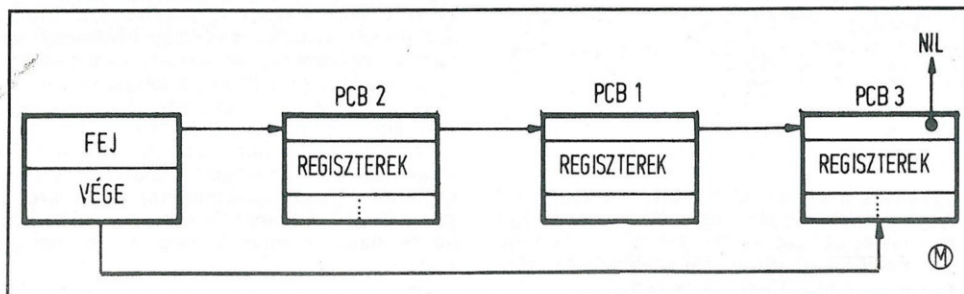 NIL
PCB 2
PCB 1
PCB 3
FEJ
VÉGE
REGISZTEREK
REGISZTEREK
REGISZTEREK
M